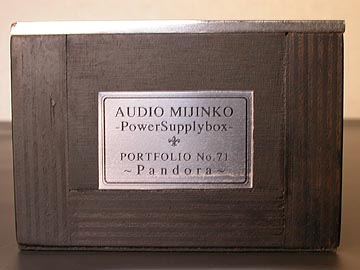 AUDIO MIJINKO
-PowerSupplybox-
PORTFOLIO No.71
~Pandora~